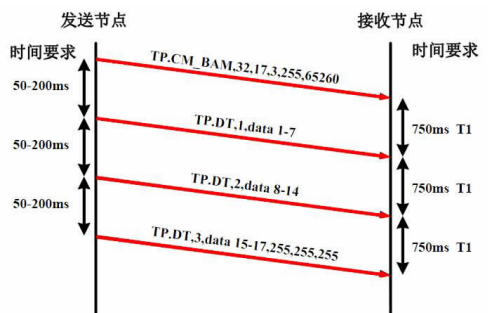 发送节点
接收节点
时间要求
时间要求
TP.CM_BAM,32,17,3,255,65260
50-200ms
TP.DT,1,data 1-7
750ms T1
50-200ms
TP.DT,2,data 8-14
750ms T1
50-200ms
TP.DT,3,data 15-17,255,255,255
750ms T1